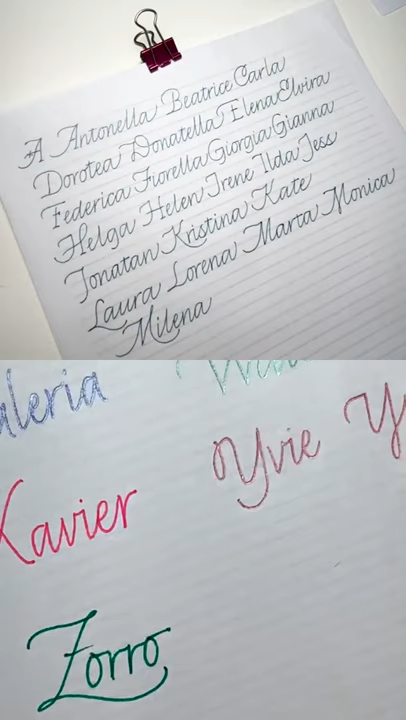 A Antonella Beatrice Carla
Dorotea Donatella Elena Elvira
Federica Fiorella Giorgia Gianna
Helga Helen Irene Ilda Jess
Jonatan Kristina Kate
Laura Lorena Marta Monica
Milena
aleria
Yvie Y
Xavier
Zorro